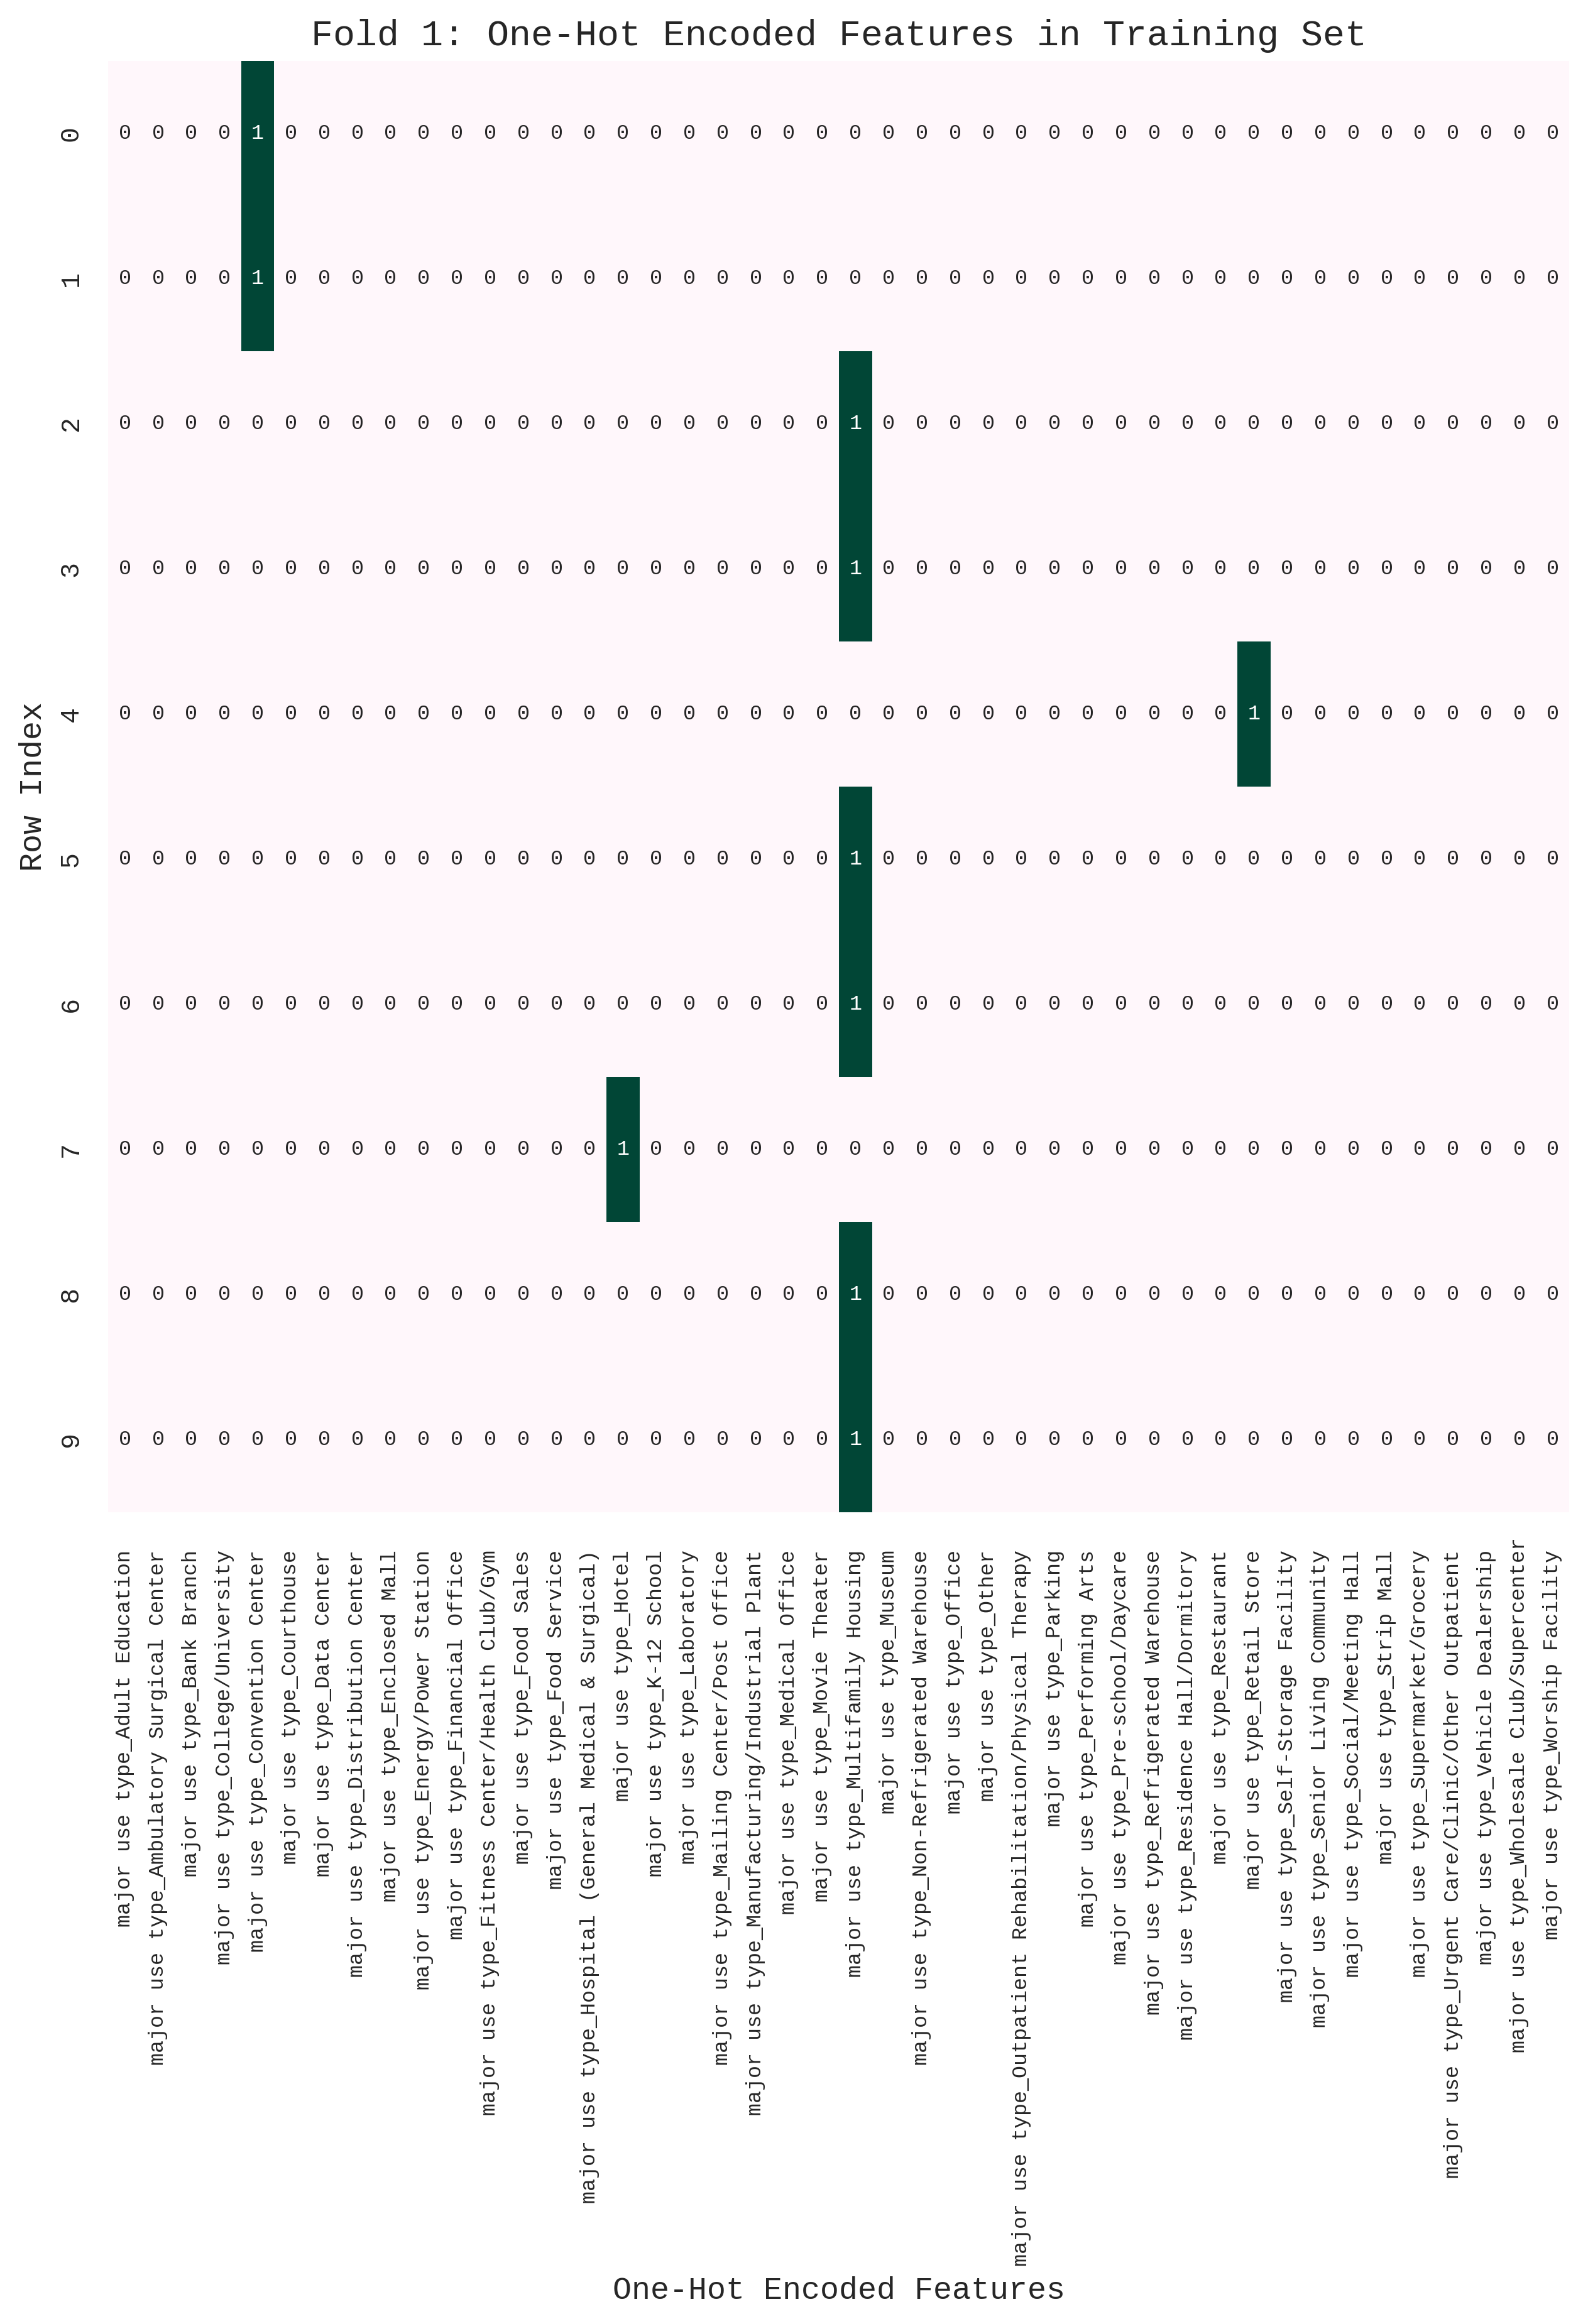 Fold 1: One-Hot Encoded Features in Training Set
Row Index
0 0 0 0 0 1 0 0 0 0 0 0 0 0 0 0 0 0 0 0 0 0 0 0 0 0 0 0 0 0 0 0 0 0 0 0 0 0 0 0 0 0 0 0 0
1 0 0 0 0 1 0 0 0 0 0 0 0 0 0 0 0 0 0 0 0 0 0 0 0 0 0 0 0 0 0 0 0 0 0 0 0 0 0 0 0 0 0 0 0
2 0 0 0 0 0 0 0 0 0 0 0 0 0 0 0 0 0 0 0 0 0 0 1 0 0 0 0 0 0 0 0 0 0 0 0 0 0 0 0 0 0 0 0 0
3 0 0 0 0 0 0 0 0 0 0 0 0 0 0 0 0 0 0 0 0 0 0 1 0 0 0 0 0 0 0 0 0 0 0 0 0 0 0 0 0 0 0 0 0
4 0 0 0 0 0 0 0 0 0 0 0 0 0 0 0 0 0 0 0 0 0 0 0 0 0 0 0 0 0 0 0 0 0 0 1 0 0 0 0 0 0 0 0 0
5 0 0 0 0 0 0 0 0 0 0 0 0 0 0 0 0 0 0 0 0 0 0 1 0 0 0 0 0 0 0 0 0 0 0 0 0 0 0 0 0 0 0 0 0
6 0 0 0 0 0 0 0 0 0 0 0 0 0 0 0 0 0 0 0 0 0 0 1 0 0 0 0 0 0 0 0 0 0 0 0 0 0 0 0 0 0 0 0 0
7 0 0 0 0 0 0 0 0 0 0 0 0 0 0 0 1 0 0 0 0 0 0 0 0 0 0 0 0 0 0 0 0 0 0 0 0 0 0 0 0 0 0 0 0
8 0 0 0 0 0 0 0 0 0 0 0 0 0 0 0 0 0 0 0 0 0 0 1 0 0 0 0 0 0 0 0 0 0 0 0 0 0 0 0 0 0 0 0 0
9 0 0 0 0 0 0 0 0 0 0 0 0 0 0 0 0 0 0 0 0 0 0 1 0 0 0 0 0 0 0 0 0 0 0 0 0 0 0 0 0 0 0 0 0
major use type_Adult Education
major use type_Ambulatory Surgical Center
major use type_Bank Branch
major use type_College/University
major use type_Convention Center
major use type_Courthouse
major use type_Data Center
major use type_Distribution Center
major use type_Enclosed Mall
major use type_Energy/Power Station
major use type_Financial Office
major use type_Fitness Center/Health Club/Gym
major use type_Food Sales
major use type_Food Service
major use type_Hospital (General Medical & Surgical)
major use type_Hotel
major use type_K-12 School
major use type_Laboratory
major use type_Mailing Center/Post Office
major use type_Manufacturing/Industrial Plant
major use type_Medical Office
major use type_Movie Theater
major use type_Multifamily Housing
major use type_Museum
major use type_Non-Refrigerated Warehouse
major use type_Office
major use type_Other
major use type_Outpatient Rehabilitation/Physical Therapy
major use type_Parking
major use type_Performing Arts
major use type_Pre-school/Daycare
major use type_Refrigerated Warehouse
major use type_Residence Hall/Dormitory
major use type_Restaurant
major use type_Retail Store
major use type_Self-Storage Facility
major use type_Senior Living Community
major use type_Social/Meeting Hall
major use type_Strip Mall
major use type_Supermarket/Grocery
major use type_Urgent Care/Clinic/Other Outpatient
major use type_Vehicle Dealership
major use type_Wholesale Club/Supercenter
major use type_Worship Facility
One-Hot Encoded Features